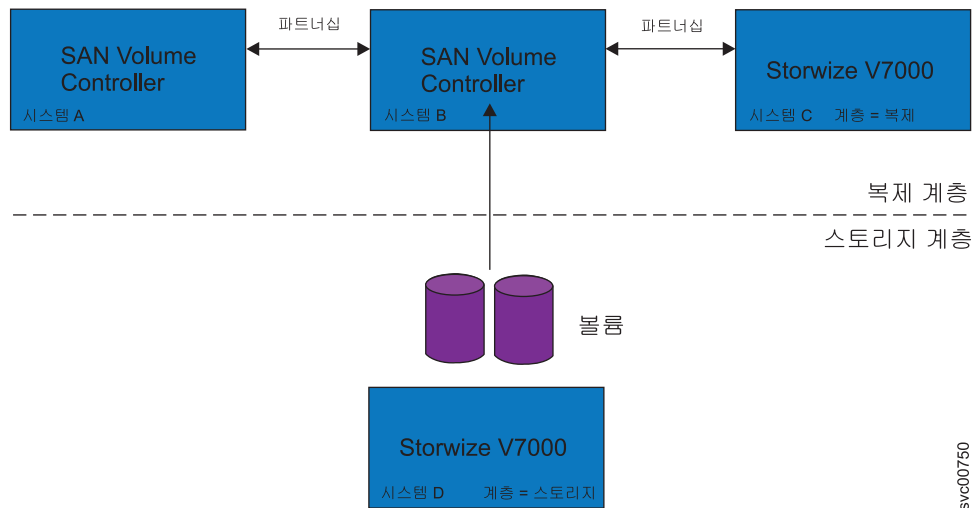 파트너십
파트너십
SAN Volume
Controller
시스템 A
SAN Volume
Controller
시스템 B
Storwize V7000
시스템 C 계층 = 복제
복제 계층
스토리지 계층
볼륨
Storwize V7000
시스템 D 계층 = 스토리지
svc00750